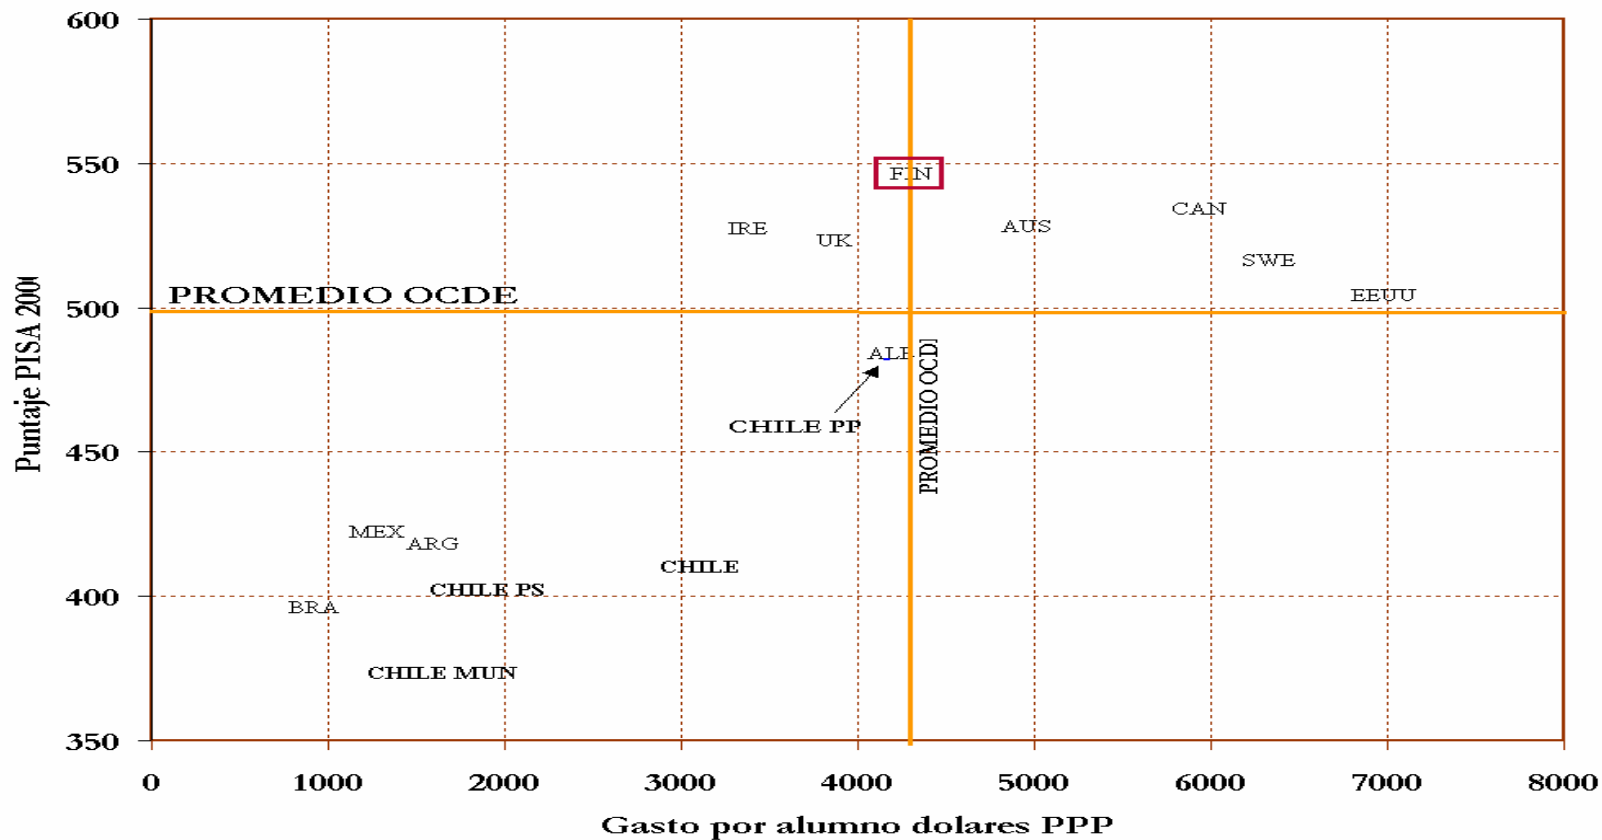 600
550
FIN
CAN
IRE
AUS
UK
SWE
PROMEDIO OCDE
EEUU
500
Puntaje PISA 200
ALE
PROMEDIO OCD
CHILE PP
450
MEX
ARG
CHILE
CHILE PS
400
BRA
CHILE MUN
350
0 1000 2000 3000 4000 5000 6000 7000 8000
Gasto por alumno dolares PPP